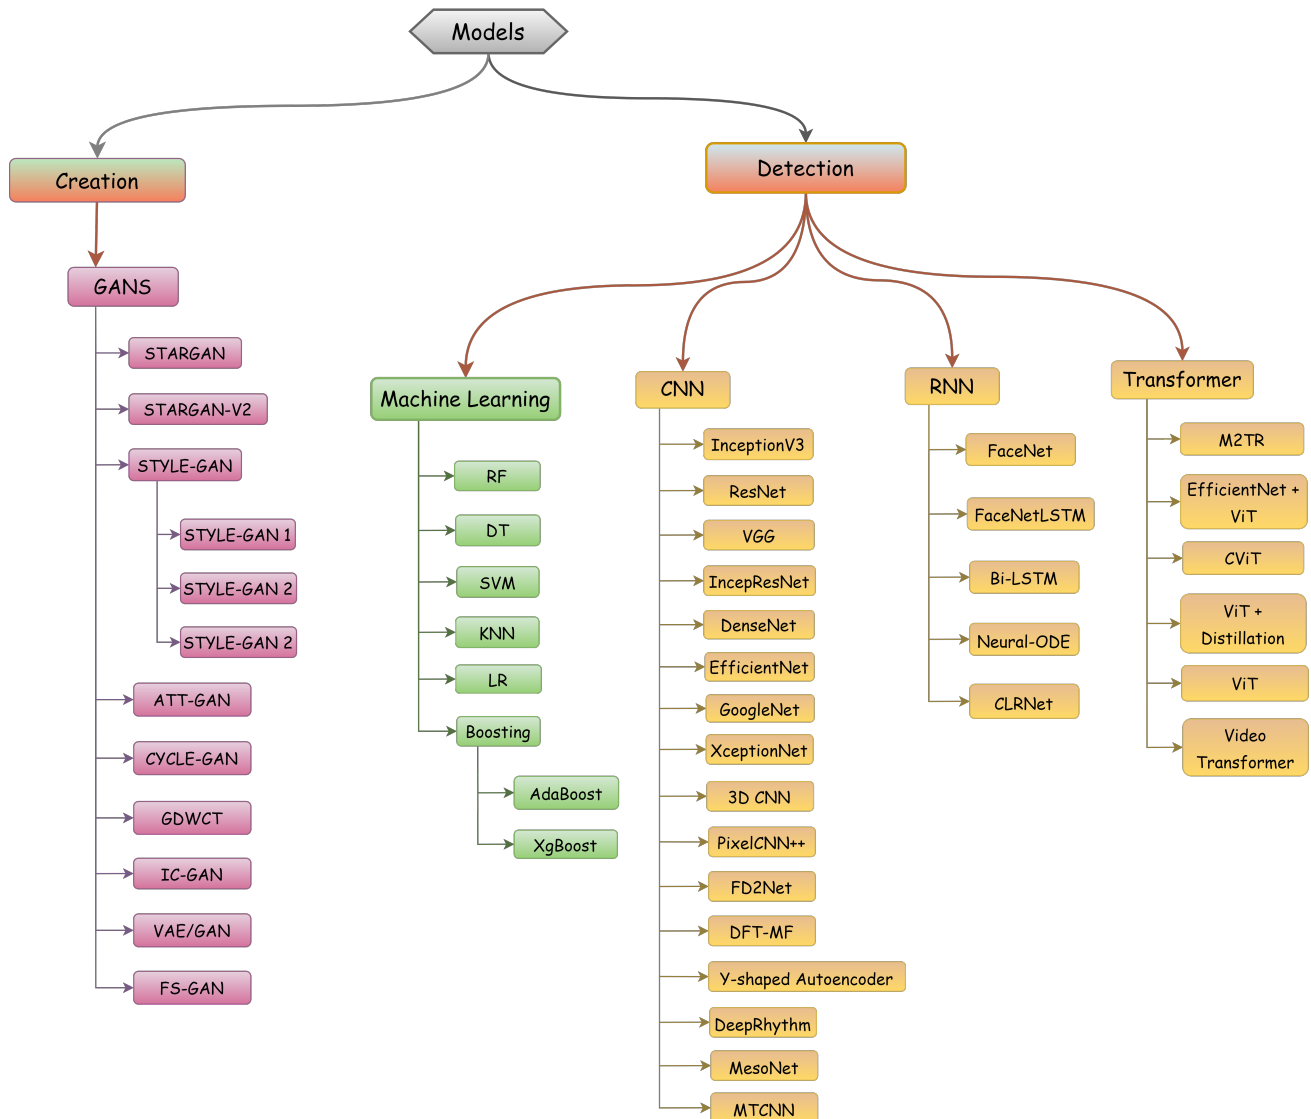 Models
Creation
Detection
GANS
STARGAN
STARGAN-V2
STYLE-GAN
STYLE-GAN 1
STYLE-GAN 2
STYLE-GAN 2
ATT-GAN
CYCLE-GAN
GDWCT
IC-GAN
VAE/GAN
FS-GAN
Machine Learning
RF
DT
SVM
KNN
LR
Boosting
AdaBoost
XgBoost
CNN
InceptionV3
ResNet
VGG
IncepResNet
DenseNet
EfficientNet
GoogleNet
XceptionNet
3D CNN
PixelCNN++
FD2Net
DFT-MF
Y-shaped Autoencoder
DeepRhythm
MesoNet
MTCNN
RNN
FaceNet
FaceNetLSTM
Bi-LSTM
Neural-ODE
CLRNet
Transformer
M2TR
EfficientNet +
ViT
CViT
ViT +
Distillation
ViT
Video
Transformer